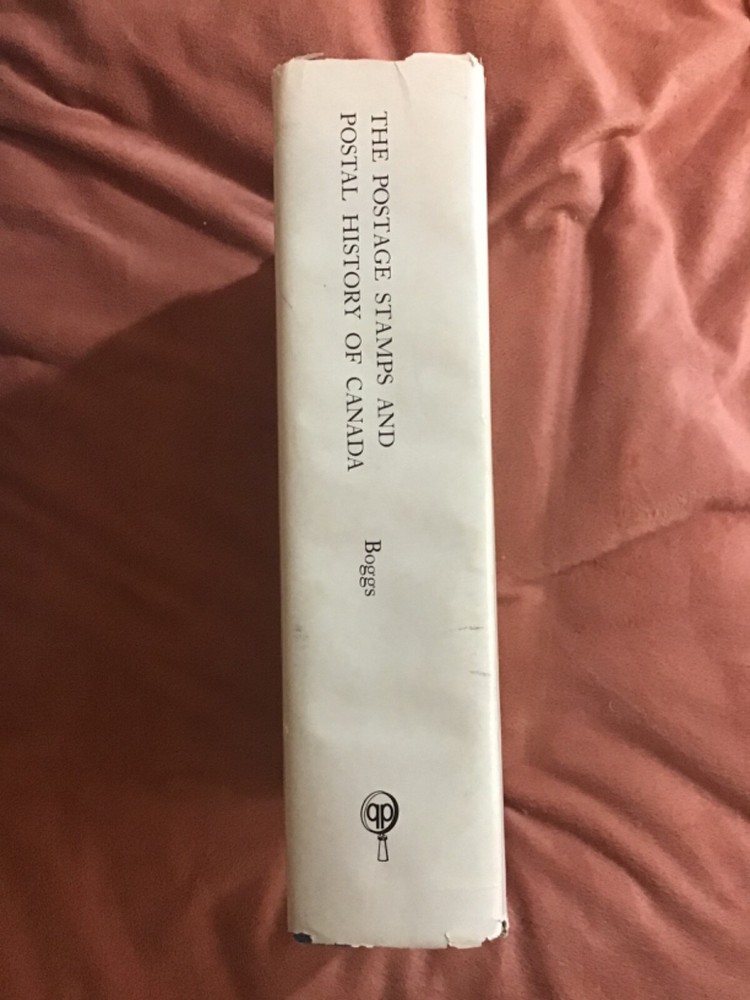 THE POSTAGE STAMPS AND
POSTAL HISTORY OF CANADA
Boggs
qp